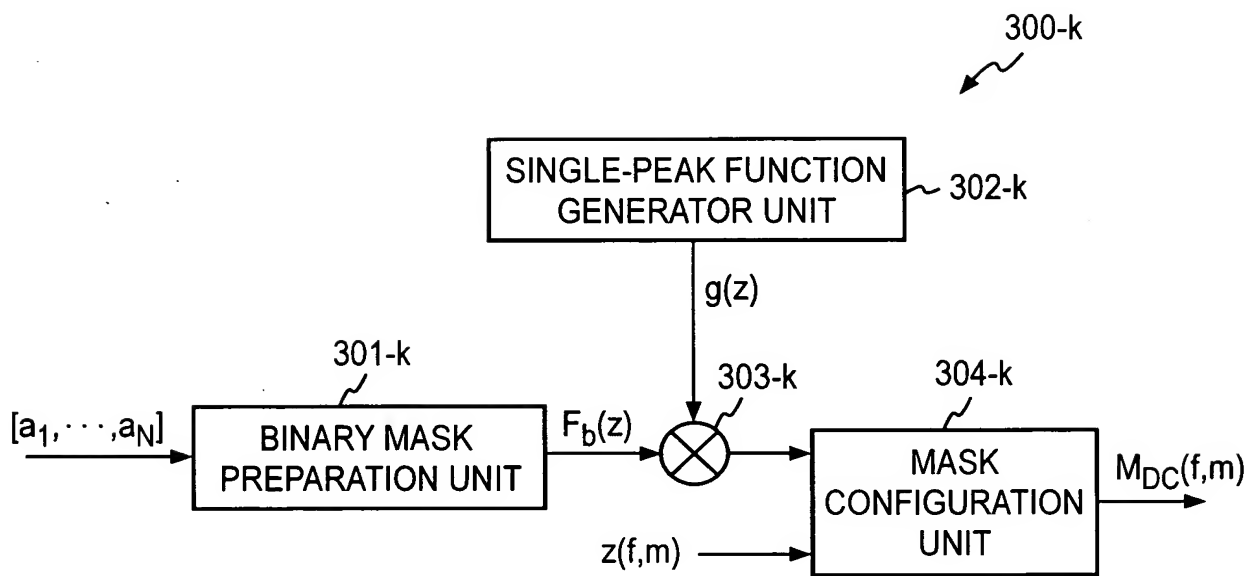 300-k
SINGLE-PEAK FUNCTION
GENERATOR UNIT
302-k
g(z)
301-k
303-k
304-k
[a1,···,aN]
BINARY MASK
PREPARATION UNIT
Fb(z)
MASK
CONFIGURATION
UNIT
MDC(f,m)
z(f,m)